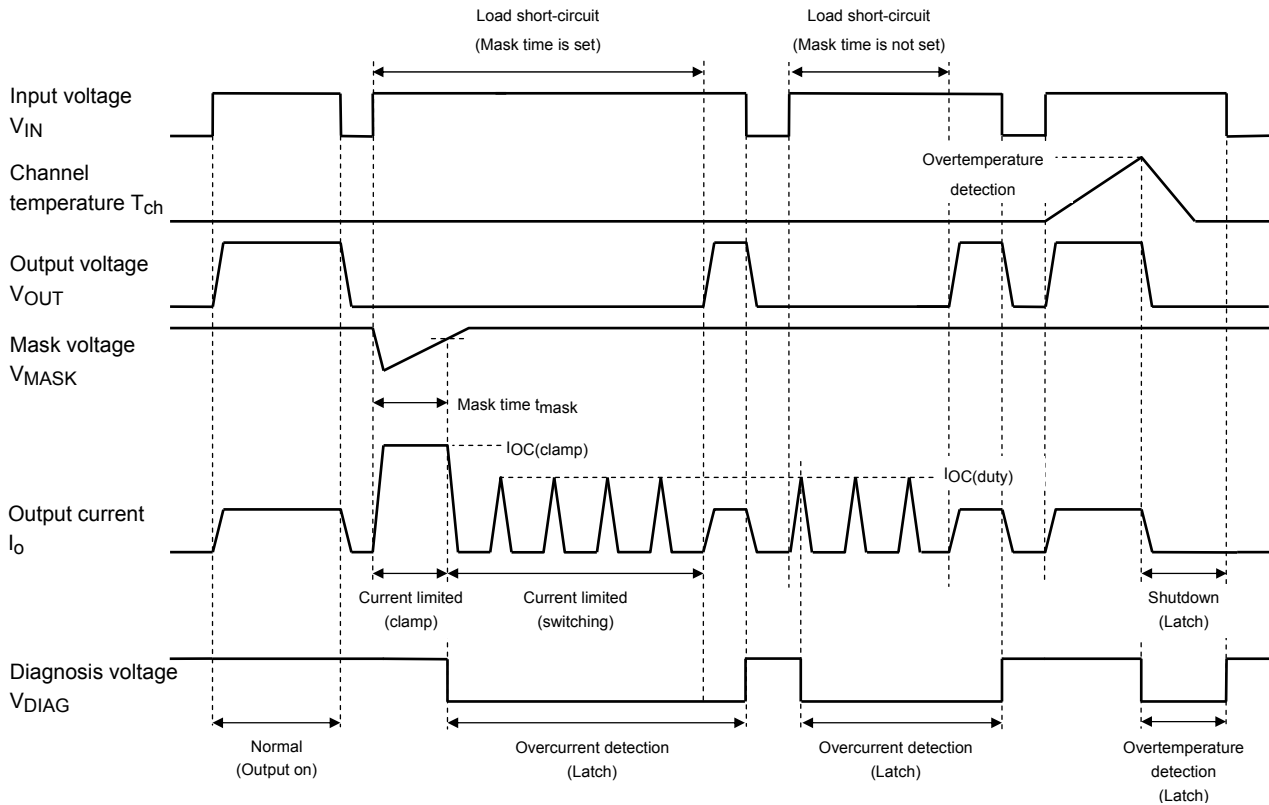 Load short-circuit
(Mask time is set)
Load short-circuit
(Mask time is not set)
Input voltage
VIN
Channel
temperature Tch
Overtemperature
detection
Output voltage
VOUT
Mask voltage
VMASK
Mask time tmask
IOC(clamp)
IOC(duty)
Output current
Io
Current limited
(clamp)
Current limited
(switching)
Shutdown
(Latch)
Diagnosis voltage
VDIAG
Normal
(Output on)
Overcurrent detection
(Latch)
Overcurrent detection
(Latch)
Overtemperature
detection
(Latch)